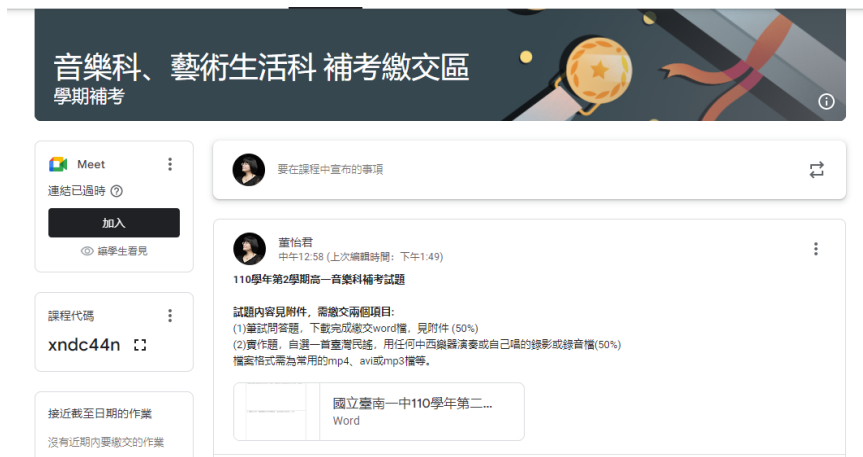 音樂科、藝術生活科 補考繳交區
學期補考
Meet
連結已過時
加入
讓學生看見
課程代碼
xndc44n
接近截至日期的作業
沒有近期內要繳交的作業
要在課程中宣布的事項
董怡君
中午12:58 (上次編輯時間：下午1:49)
110學年第2學期高一音樂科補考試題
試題內容見附件，需繳交兩個項目:
(1)筆試問答題，下載完成繳交word檔，見附件 (50%)
(2)實作題，自選一首臺灣民謠，用任何中西樂器演奏或自己唱的錄影或錄音檔(50%)
檔案格式需為常用的mp4、avi或mp3檔等。
國立臺南一中110學年第二...
Word